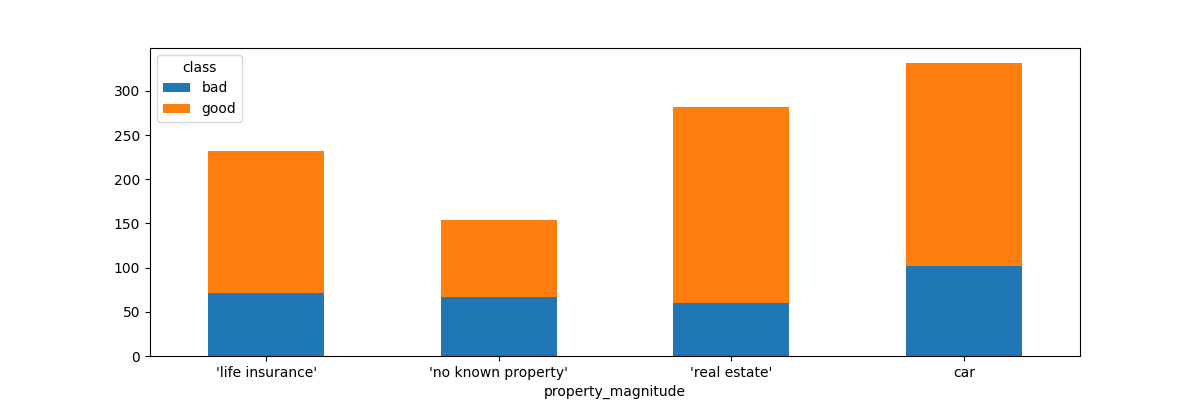 class
bad
good
300
250
200
150
100
50
0
'life insurance'
'no known property'
'real estate'
car
property_magnitude